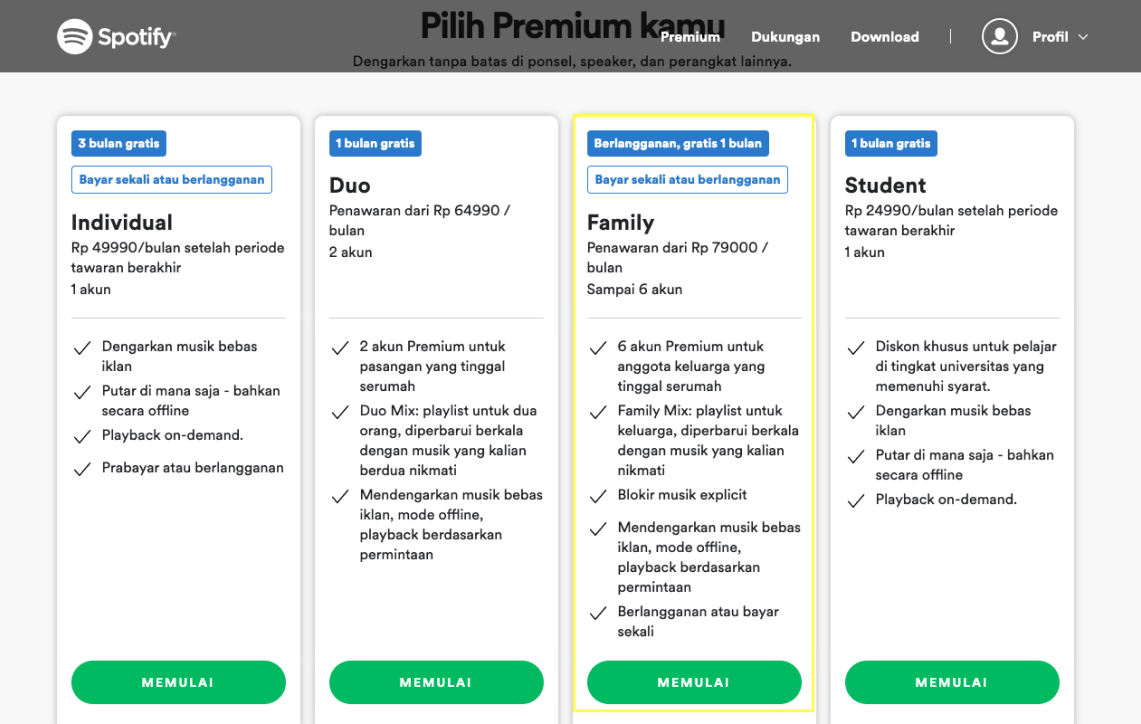 Spotify
Pilih Premium kamu
Premium
Dukungan
Download
Profil
Dengarkan tanpa batas di ponsel, speaker, dan perangkat lainnya.
3 bulan gratis
Bayar sekali atau berlangganan
Individual
Rp 49990/bulan setelah periode
tawaran berakhir
1 akun
Dengarkan musik bebas
iklan
Putar di mana saja - bahkan
secara offline
Playback on-demand.
Prabayar atau berlangganan
MEMULAI
1 bulan gratis
Duo
Penawaran dari Rp 64990 /
bulan
2 akun
2 akun Premium untuk
pasangan yang tinggal
serumah
Duo Mix: playlist untuk dua
orang, diperbarui berkala
dengan musik yang kalian
berdua nikmati
Mendengarkan musik bebas
iklan, mode offline,
playback berdasarkan
permintaan
MEMULAI
Berlangganan, gratis 1 bulan
Bayar sekali atau berlangganan
Family
Penawaran dari Rp 79000 /
bulan
Sampai 6 akun
6 akun Premium untuk
anggota keluarga yang
tinggal serumah
Family Mix: playlist untuk
keluarga, diperbarui berkala
dengan musik yang kalian
nikmati
Blokir musik explicit
Mendengarkan musik bebas
iklan, mode offline,
playback berdasarkan
permintaan
Berlangganan atau bayar
sekali
MEMULAI
1 bulan gratis
Student
Rp 24990/bulan setelah periode
tawaran berakhir
1 akun
Diskon khusus untuk pelajar
di tingkat universitas yang
memenuhi syarat.
Dengarkan musik bebas
iklan
Putar di mana saja - bahkan
secara offline
Playback on-demand.
MEMULAI